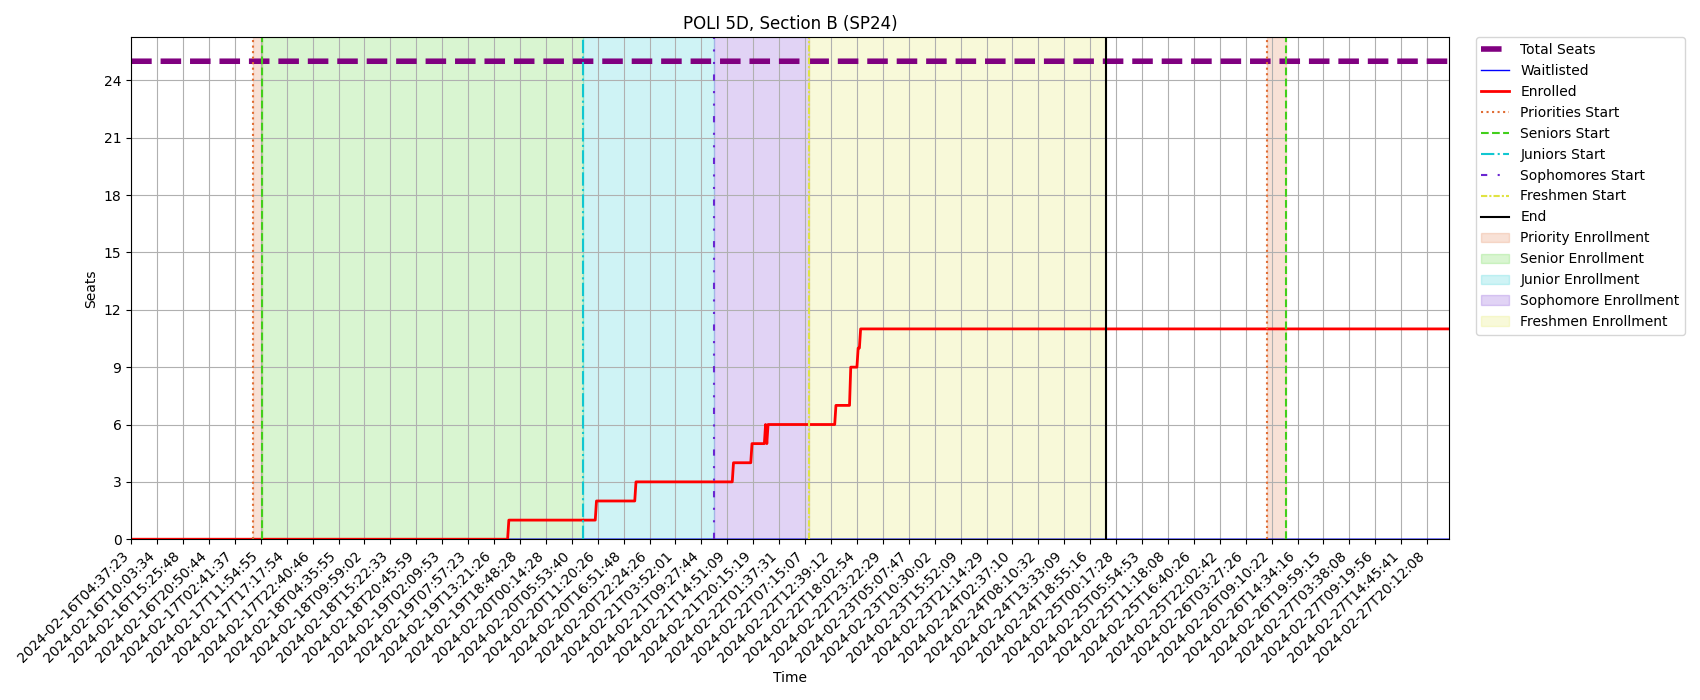 POLI 5D, Section B (SP24)
Seats
24
21
18
15
12
9
6
3
0
2024-02-16T04:37:23
2024-02-16T10:03:34
2024-02-16T15:25:48
2024-02-16T20:50:44
2024-02-17T02:41:37
2024-02-17T11:54:55
2024-02-17T17:17:54
2024-02-17T22:40:46
2024-02-18T04:35:55
2024-02-18T09:59:02
2024-02-18T15:22:33
2024-02-18T20:45:59
2024-02-19T02:09:53
2024-02-19T07:57:23
2024-02-19T13:21:26
2024-02-19T18:48:28
2024-02-20T00:14:28
2024-02-20T05:53:40
2024-02-20T11:20:26
2024-02-20T16:51:48
2024-02-20T22:24:26
2024-02-21T03:52:01
2024-02-21T09:27:44
2024-02-21T14:51:09
2024-02-21T20:15:19
2024-02-22T01:37:31
2024-02-22T07:15:07
2024-02-22T12:39:12
2024-02-22T18:02:54
2024-02-22T23:22:29
2024-02-23T05:07:47
2024-02-23T10:30:02
2024-02-23T15:52:09
2024-02-23T21:14:29
2024-02-24T02:37:10
2024-02-24T08:10:32
2024-02-24T13:33:09
2024-02-24T18:55:16
2024-02-25T00:17:28
2024-02-25T05:54:53
2024-02-25T11:18:08
2024-02-25T16:40:26
2024-02-25T22:02:42
2024-02-26T03:27:26
2024-02-26T09:10:22
2024-02-26T14:34:16
2024-02-26T19:59:15
2024-02-27T03:38:08
2024-02-27T09:19:56
2024-02-27T14:45:41
2024-02-27T20:12:08
Time
Total Seats
Waitlisted
Enrolled
Priorities Start
Seniors Start
Juniors Start
Sophomores Start
Freshmen Start
End
Priority Enrollment
Senior Enrollment
Junior Enrollment
Sophomore Enrollment
Freshmen Enrollment